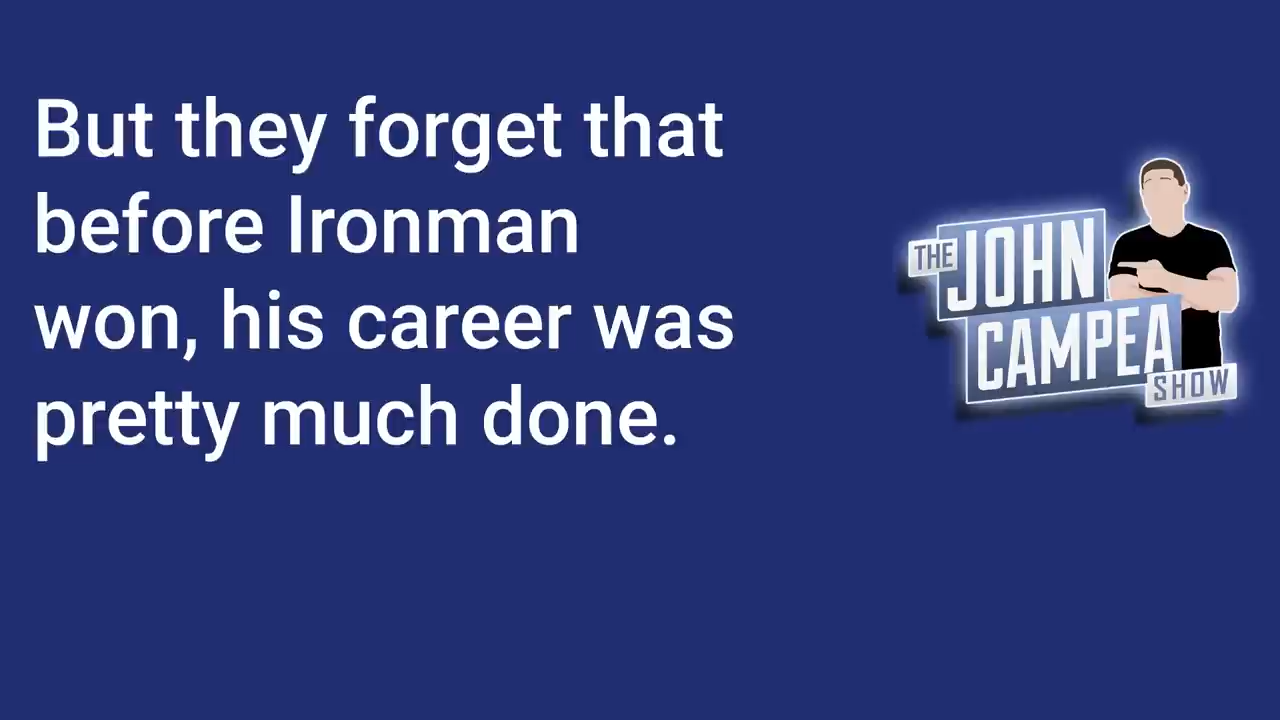 But they forget that
before Ironman
won, his career was
pretty much done.
THE
JOHN
CAMPEA
SHOW